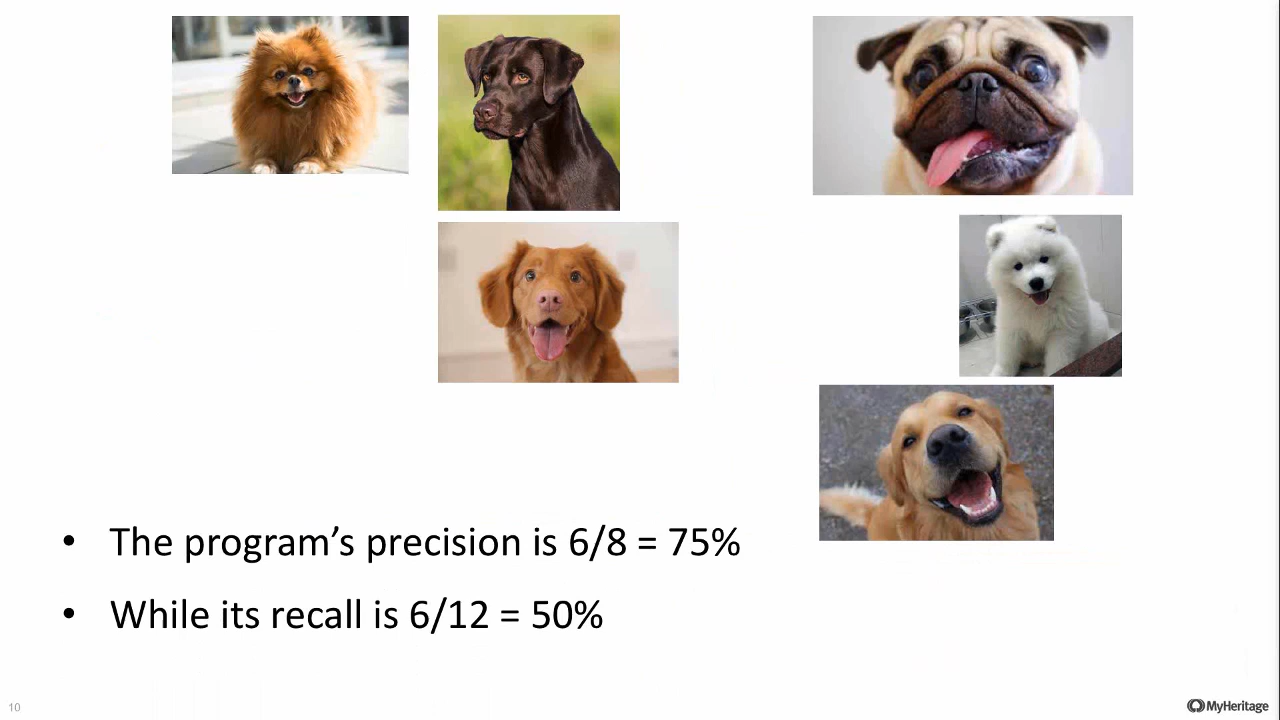 • The program’s precision is 6/8 = 75%
• While its recall is 6/12 = 50%
10
MyHeritage